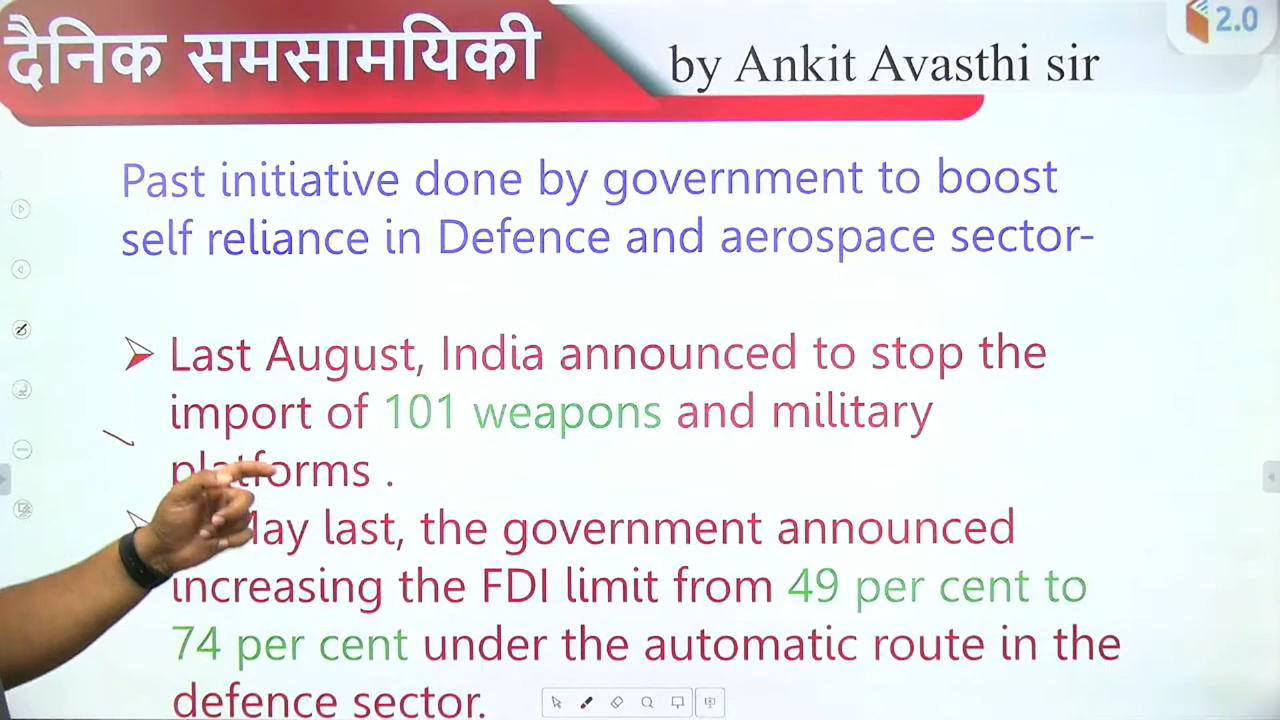 दैनिक समसामयिकी
by Ankit Avasthi sir
2.0
Past initiative done by government to boost
self reliance in Defence and aerospace sector-
Last August, India announced to stop the
import of 101 weapons and military
platforms .
May last, the government announced
increasing the FDI limit from 49 per cent to
74 per cent under the automatic route in the
defence sector.